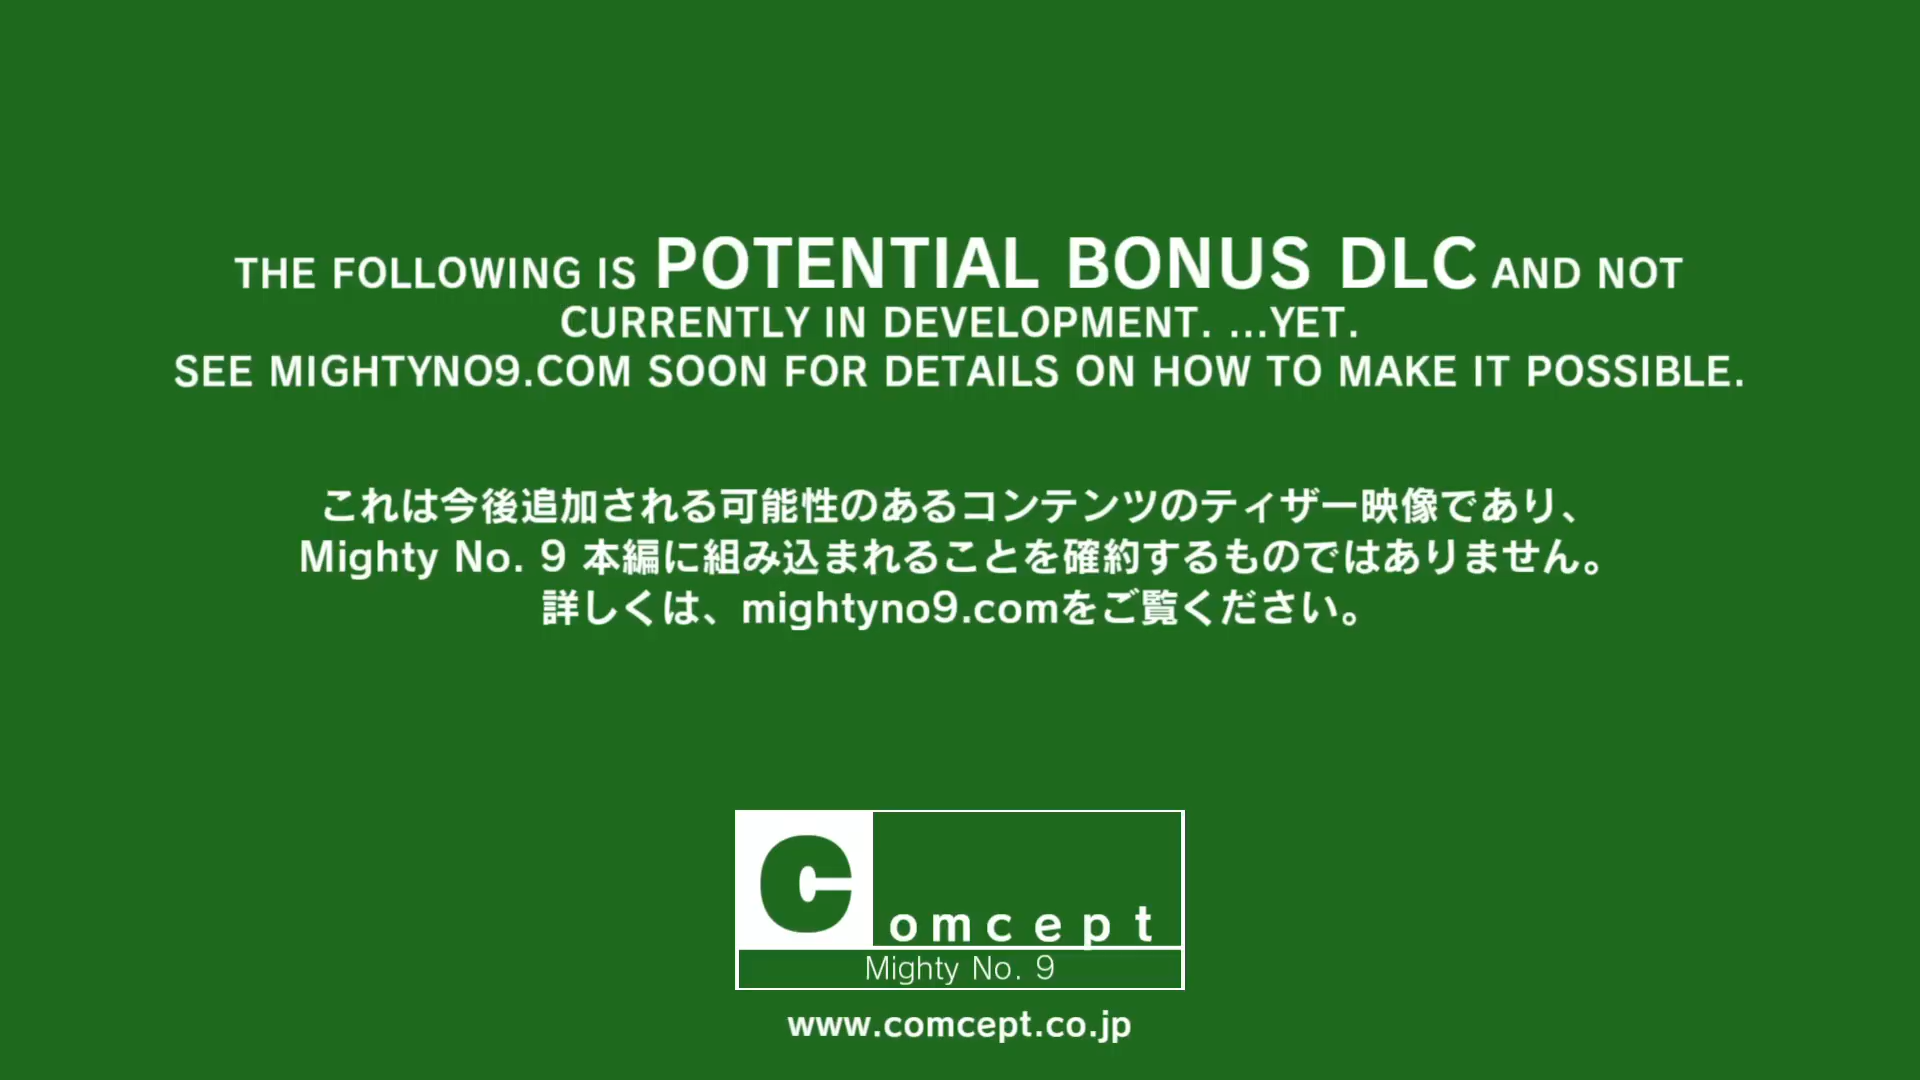 THE FOLLOWING IS POTENTIAL BONUS DLC AND NOT
CURRENTLY IN DEVELOPMENT. ...YET.
SEE MIGHTYNO9.COM SOON FOR DETAILS ON HOW TO MAKE IT POSSIBLE.
これは今後追加される可能性のあるコンテンツのティザー映像であり、
Mighty No. 9 本編に組み込まれることを確約するものではありません。
詳しくは、mightyno9.comをご覧ください。
Comcept
Mighty No. 9
www.comcept.co.jp